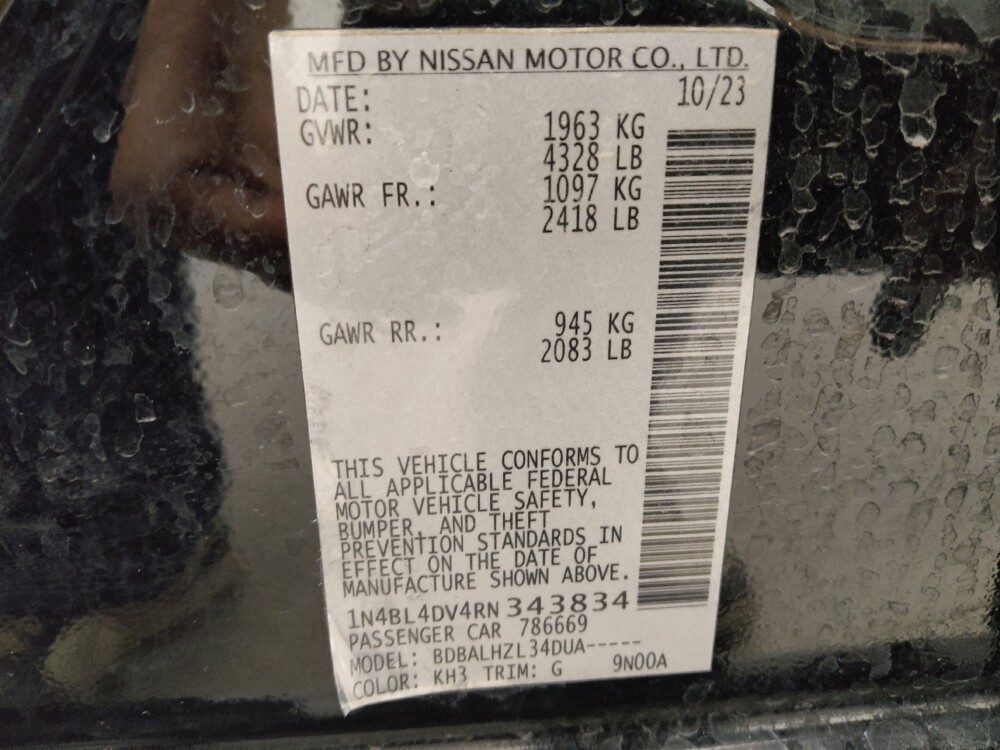 MFD BY NISSAN MOTOR CO., LTD.
DATE: 10/23
GVWR: 1963 KG
4328 LB
GAWR FR.: 1097 KG
2418 LB
GAWR RR.: 945 KG
2083 LB
THIS VEHICLE CONFORMS TO
ALL APPLICABLE FEDERAL
MOTOR VEHICLE SAFETY,
BUMPER, AND THEFT
PREVENTION STANDARDS IN
EFFECT ON THE DATE OF
MANUFACTURE SHOWN ABOVE.
1N4BL4DV4RN 343834
PASSENGER CAR 786669
MODEL: BDBALHZL34DUA-----
COLOR: KH3 TRIM: G 9N00A